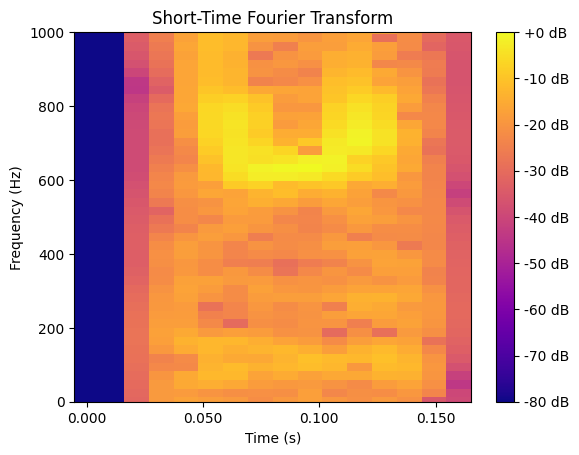 Short-Time Fourier Transform
1000
800
600
400
200
0
Frequency (Hz)
0.000
0.050
0.100
0.150
Time (s)
+0 dB
-10 dB
-20 dB
-30 dB
-40 dB
-50 dB
-60 dB
-70 dB
-80 dB